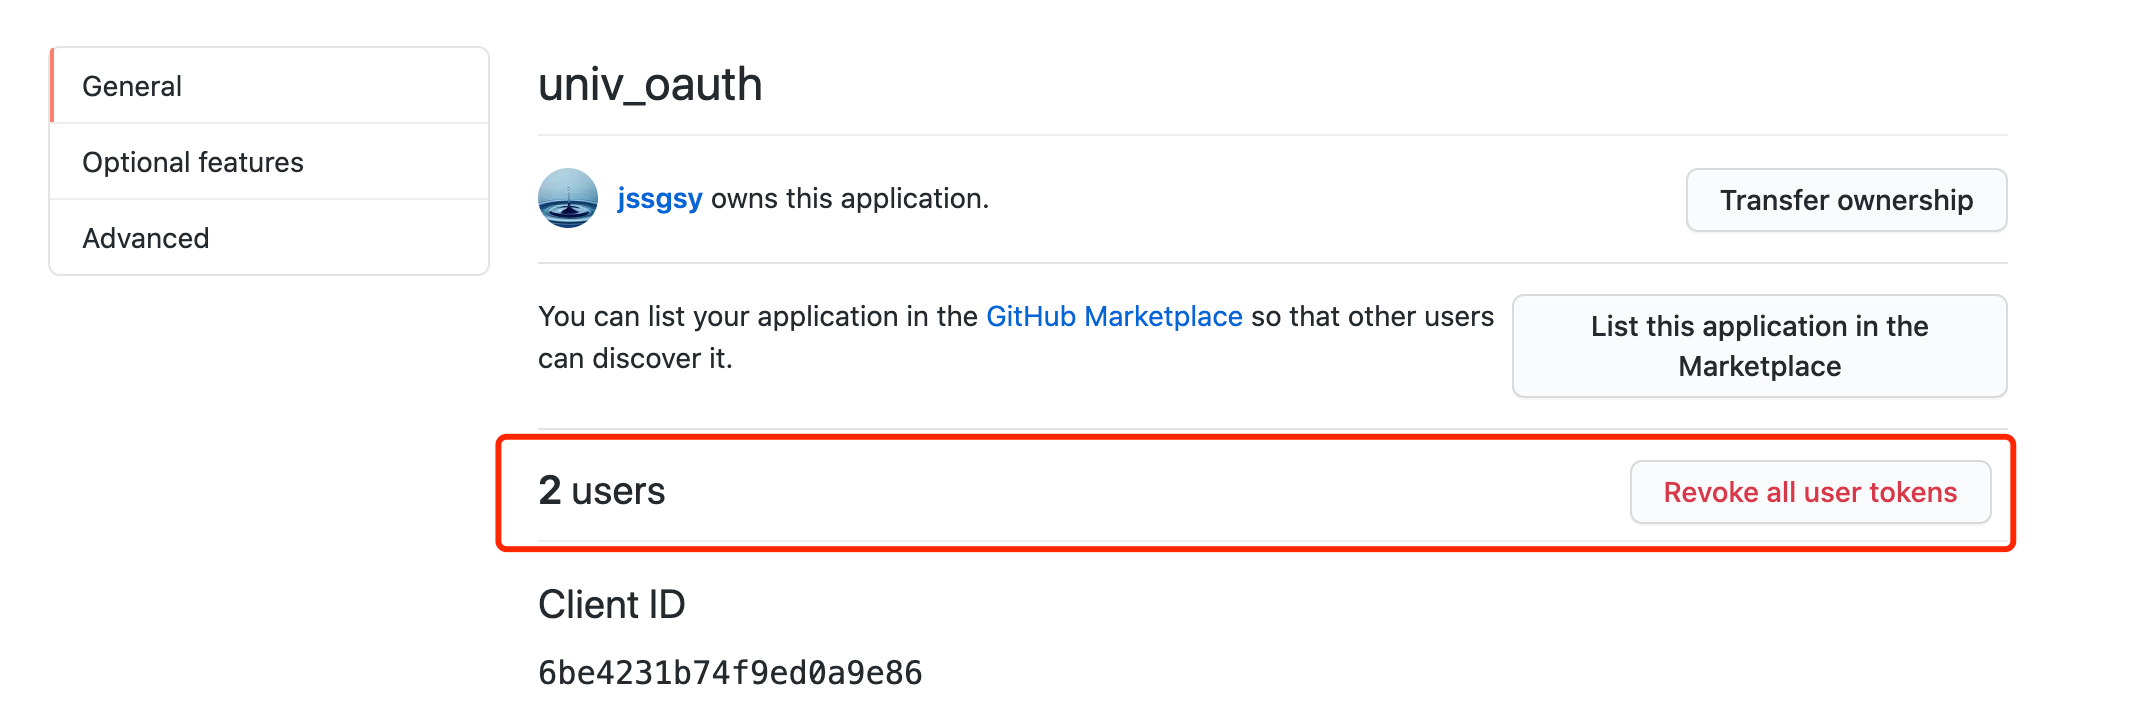 General
Optional features
Advanced
univ_oauth
jssgsy owns this application.
Transfer ownership
You can list your application in the GitHub Marketplace so that other users
can discover it.
List this application in the
Marketplace
2 users
Revoke all user tokens
Client ID
6be4231b74f9ed0a9e86